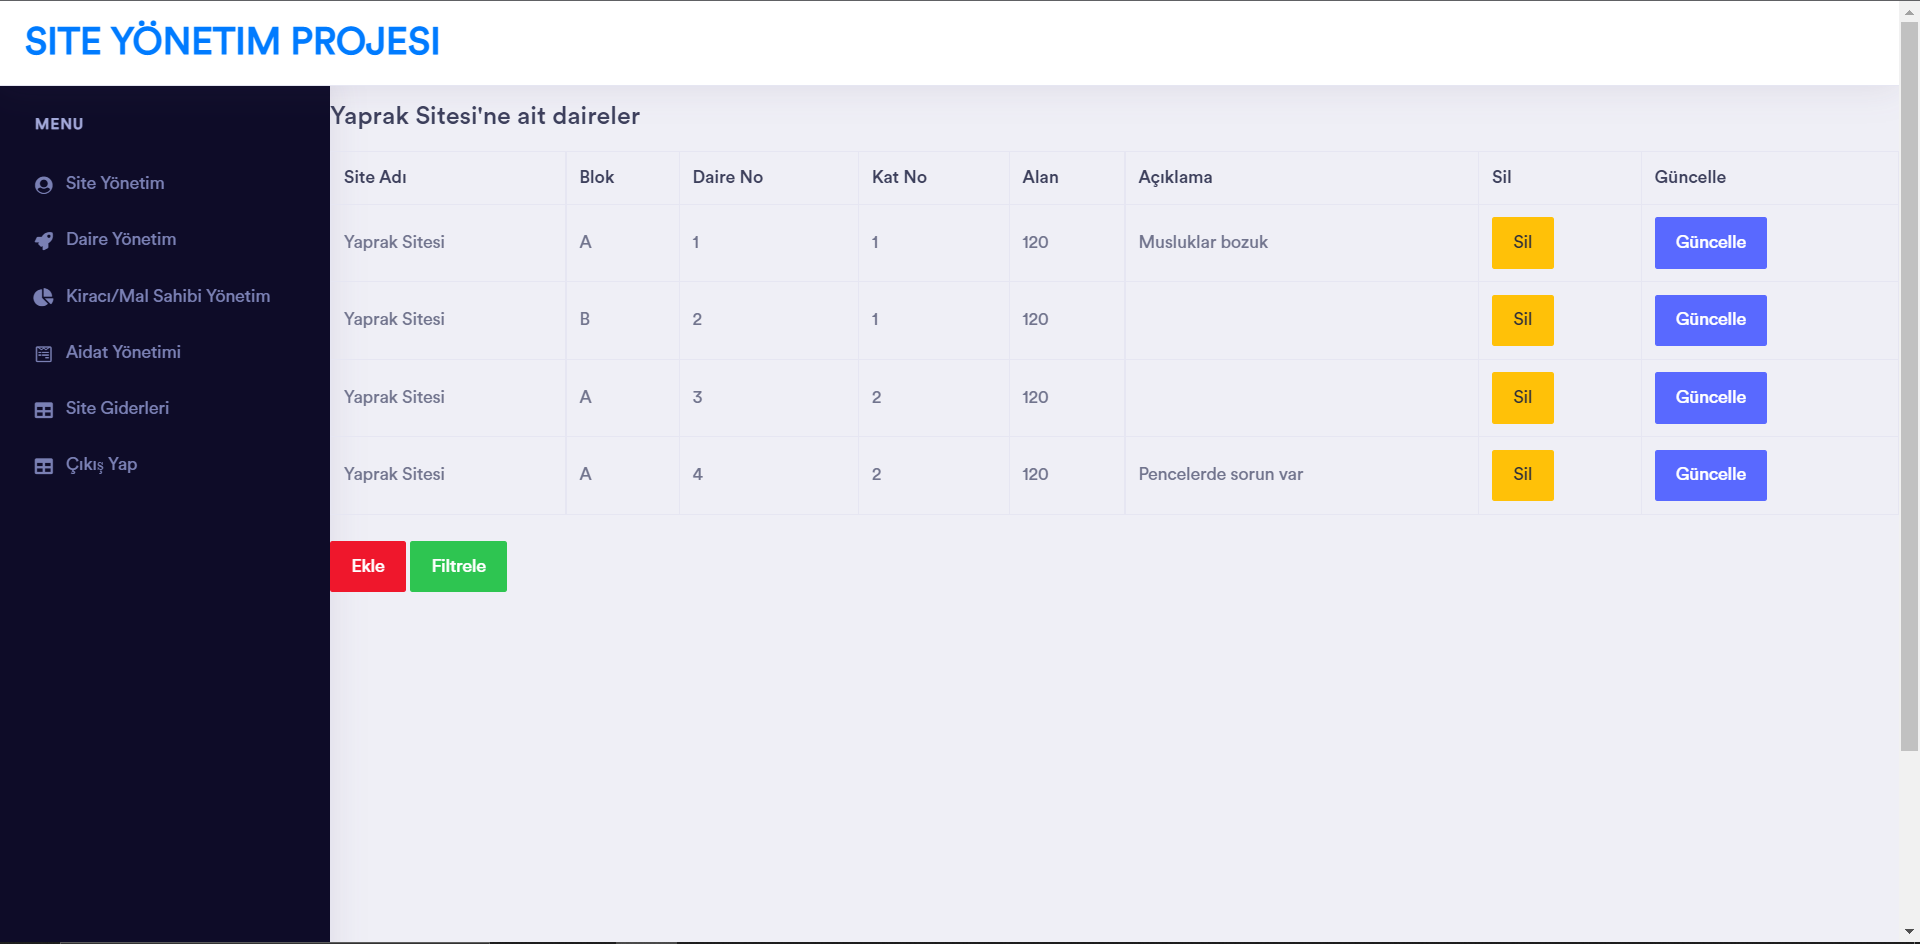 SITE YÖNETIM PROJESI
MENU
Site Yönetim
Daire Yönetim
Kiracı/Mal Sahibi Yönetim
Aidat Yönetimi
Site Giderleri
Çıkış Yap
Yaprak Sitesi'ne ait daireler
Site Adı Blok Daire No Kat No Alan Açıklama Sil Güncelle
Yaprak Sitesi A 1 1 120 Musluklar bozuk Sil Güncelle
Yaprak Sitesi B 2 1 120 Sil Güncelle
Yaprak Sitesi A 3 2 120 Sil Güncelle
Yaprak Sitesi A 4 2 120 Pencelerde sorun var Sil Güncelle
Ekle Filtrele